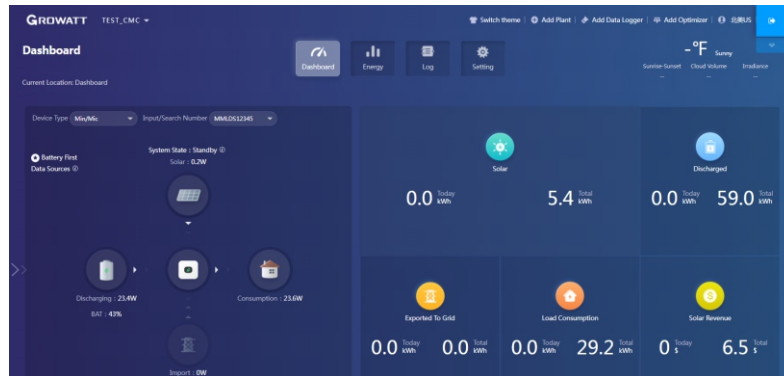 GROWATT TEST_CMC Switch theme Add Plant Add Data Logger Add Optimizer 北美US
Dashboard
Dashboard Energy Log Setting
-°F Sunny
Sunrise-Sunset Cloud Volume Irradiance
-- -- --
Current Location: Dashboard
Device Type Min/Mic Input/Search Number MMLDS12345
System State : Standby
Solar : 0.2W
Battery First
Data Sources
Discharging : 23.4W
BAT : 43%
Consumption : 23.6W
Import : 0W
Solar
0.0 Today kWh 5.4 Total kWh
Discharged
0.0 Today kWh 59.0 Total kWh
Exported To Grid
0.0 Today kWh 0.0 Total kWh
Load Consumption
0.0 Today kWh 29.2 Total kWh
Solar Revenue
0 Today $ 6.5 Total $